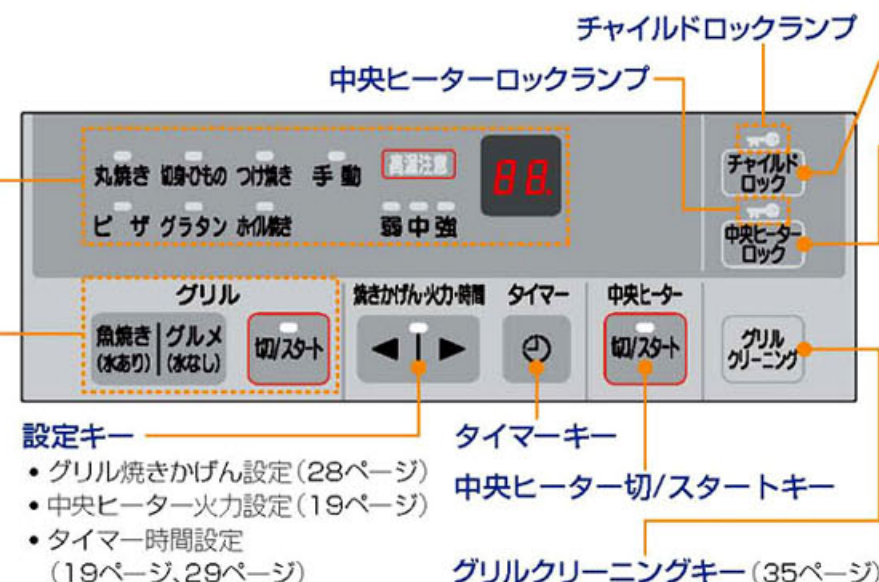 チャイルドロックランプ
中央ヒーターロックランプ
丸焼き 切身・ひもの つけ焼き 手動 高温注意 88.
ピザ グラタン ホイル焼き 弱 中 強
チャイルド
ロック
中央ヒーター
ロック
グリル 焼きかげん・火力・時間 タイマー 中央ヒーター
魚焼き グルメ
(水あり) (水なし)
切/スタート
切/スタート
グリル
クリーニング
設定キー
• グリル焼きかげん設定(28ページ)
• 中央ヒーター火力設定(19ページ)
• タイマー時間設定
(19ページ、29ページ)
タイマーキー
中央ヒーター切/スタートキー
グリルクリーニングキー(35ページ)